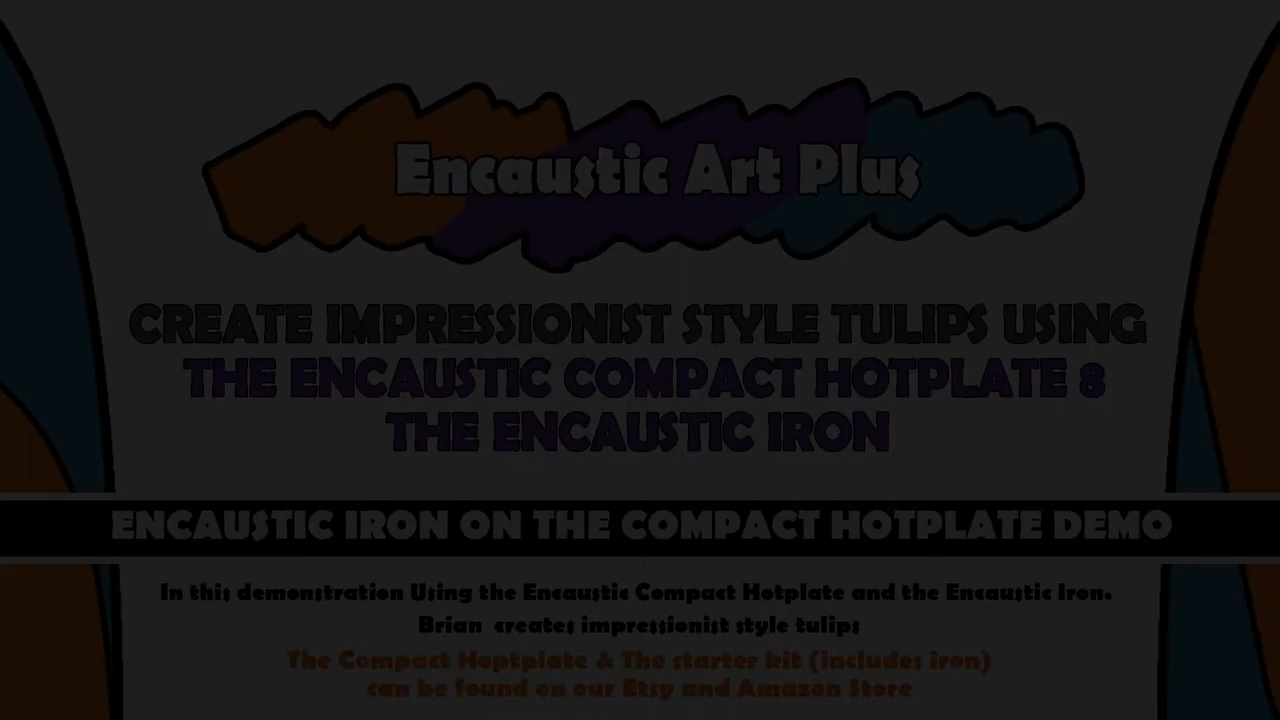 Encaustic Art Plus
CREATE IMPRESSIONIST STYLE TULIPS USING
THE ENCAUSTIC COMPACT HOTPLATE &
THE ENCAUSTIC IRON
ENCAUSTIC IRON ON THE COMPACT HOTPLATE DEMO
In this demonstration Using the Encaustic Compact Hotplate and the Encaustic Iron.
Brian creates impressionist style tulips
The Compact Hoptplate & The starter kit (includes iron)
can be found on our Etsy and Amazon Store